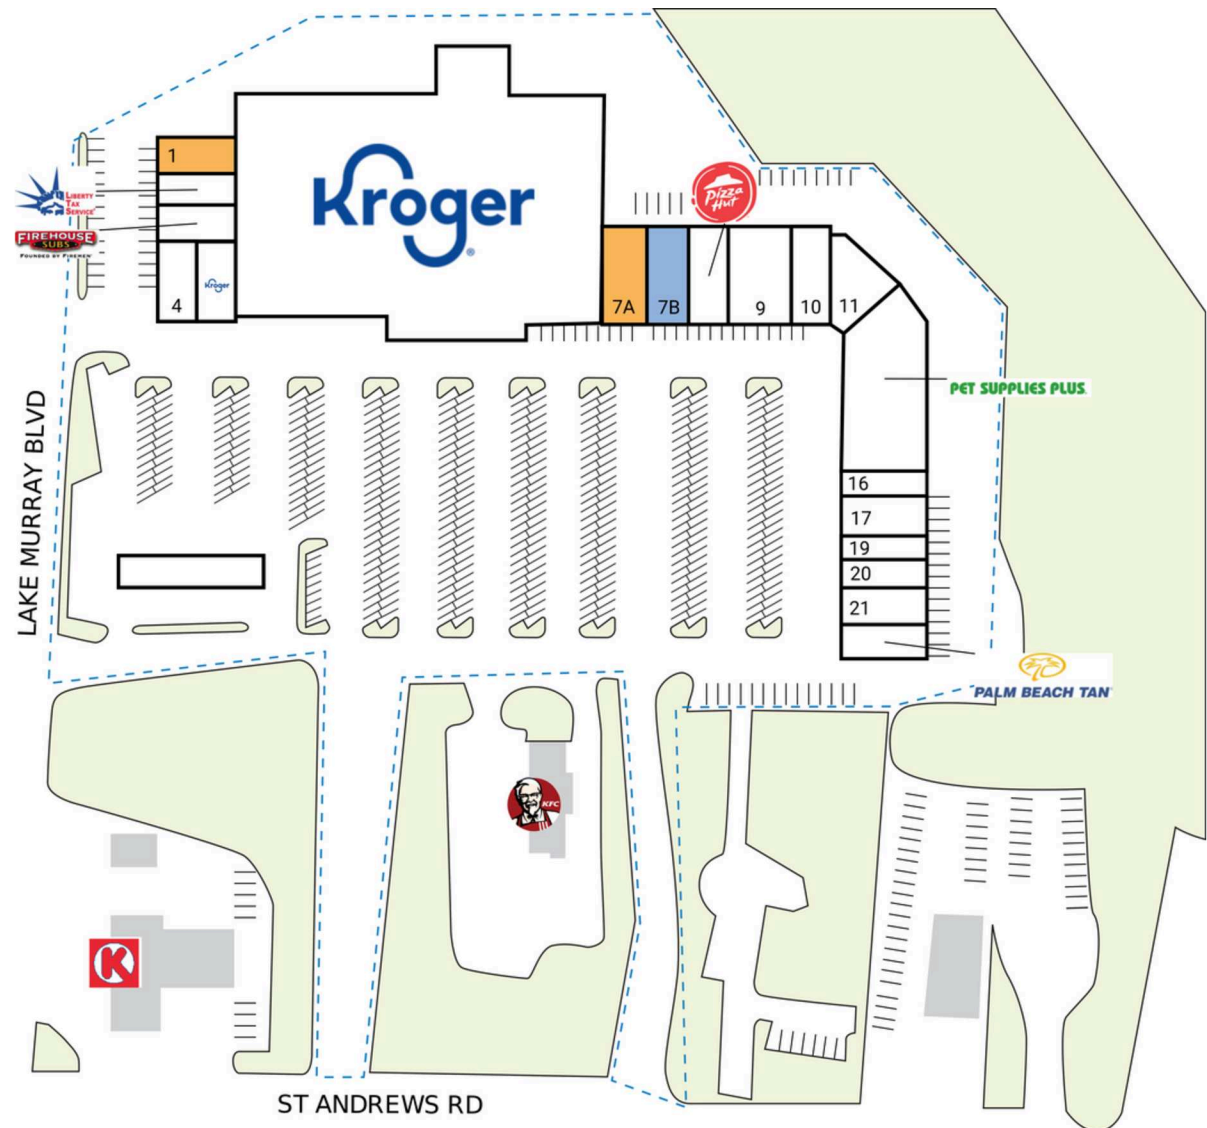 1
LIBERTY
TAX
SERVICE
FIREHOUSE
SUBS
FOUNDED BY FIREMEN
4
Kroger
Kroger
®
Pizza
Hut
7A
7B
9
10
11
PET SUPPLIES PLUS
16
17
19
20
21
PALM BEACH TAN
LAKE MURRAY BLVD
KFC
K
ST ANDREWS RD